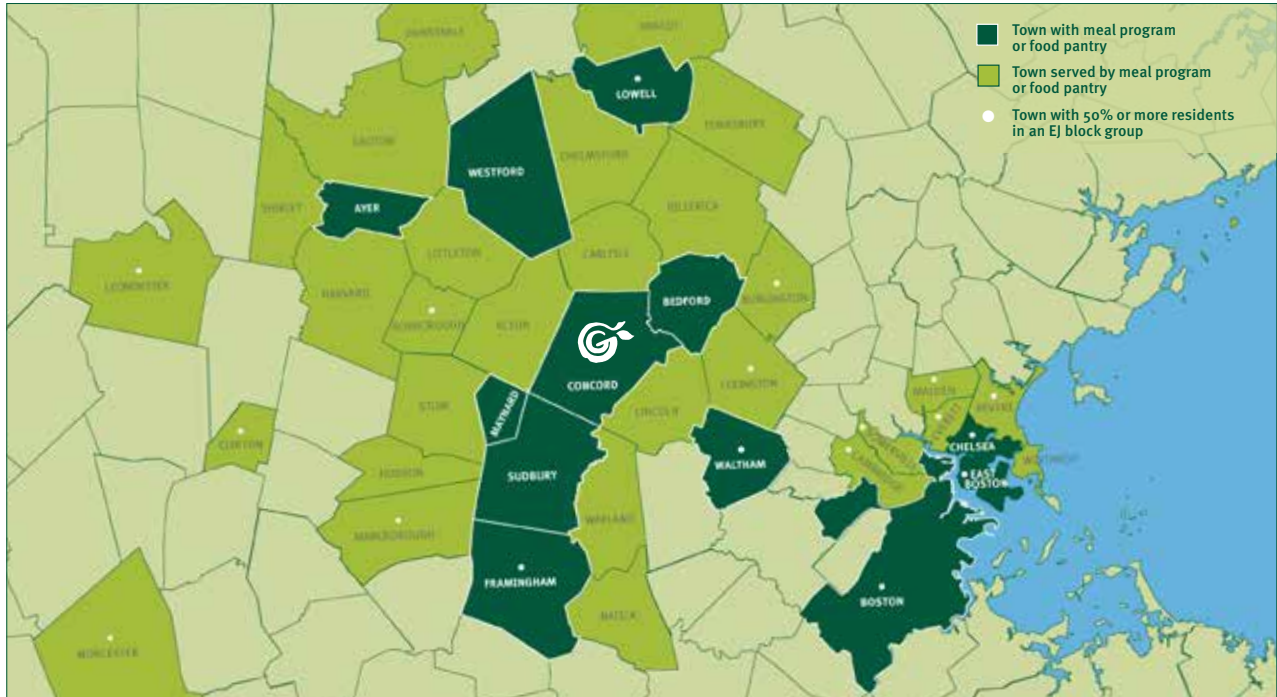 Town with meal program
or food pantry
Town served by meal program
or food pantry
Town with 50% or more residents
in an EJ block group
DUNSTABLE
DRACUT
LOWELL
TEWKSBURY
GROTON
WESTFORD
CHELMSFORD
SHIRLEY
AYER
BILLERICA
LITTLETON
CARLISLE
LEOMINSTER
HARVARD
BEDFORD
BURLINGTON
BOXBOROUGH
ACTON
CONCORD
LEXINGTON
MAYNARD
STOW
LINCOLN
MALDEN
REVERE
EVERETT
CHELSEA
CLINTON
SOMERVILLE
CAMBRIDGE
WINTHROP
WALTHAM
EAST
BOSTON
HUDSON
SUDBURY
MARLBOROUGH
WAYLAND
FRAMINGHAM
BOSTON
NATICK
WORCESTER